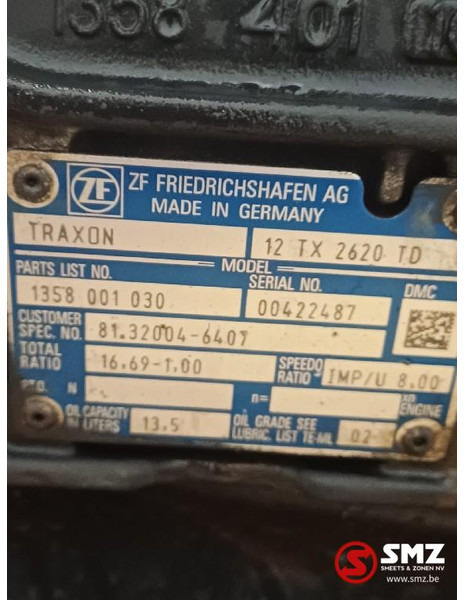 1358 401
ZF
ZF FRIEDRICHSHAFEN AG
MADE IN GERMANY
TRAXON 12 TX 2620 TD
MODEL
PARTS LIST NO. SERIAL NO. DMC
1358 001 030 00422487
CUSTOMER SPEC. NO. 81.32004-6407
TOTAL RATIO 16.69-1.00 SPEEDO RATIO IMP/U 8.00
PTO. N n= xn ENGINE
OIL CAPACITY IN LITERS 13.5 OIL GRADE SEE LUBRIC. LIST TE-ML 02
SMZ
SHEETS & ZONEN NV
www.smz.be